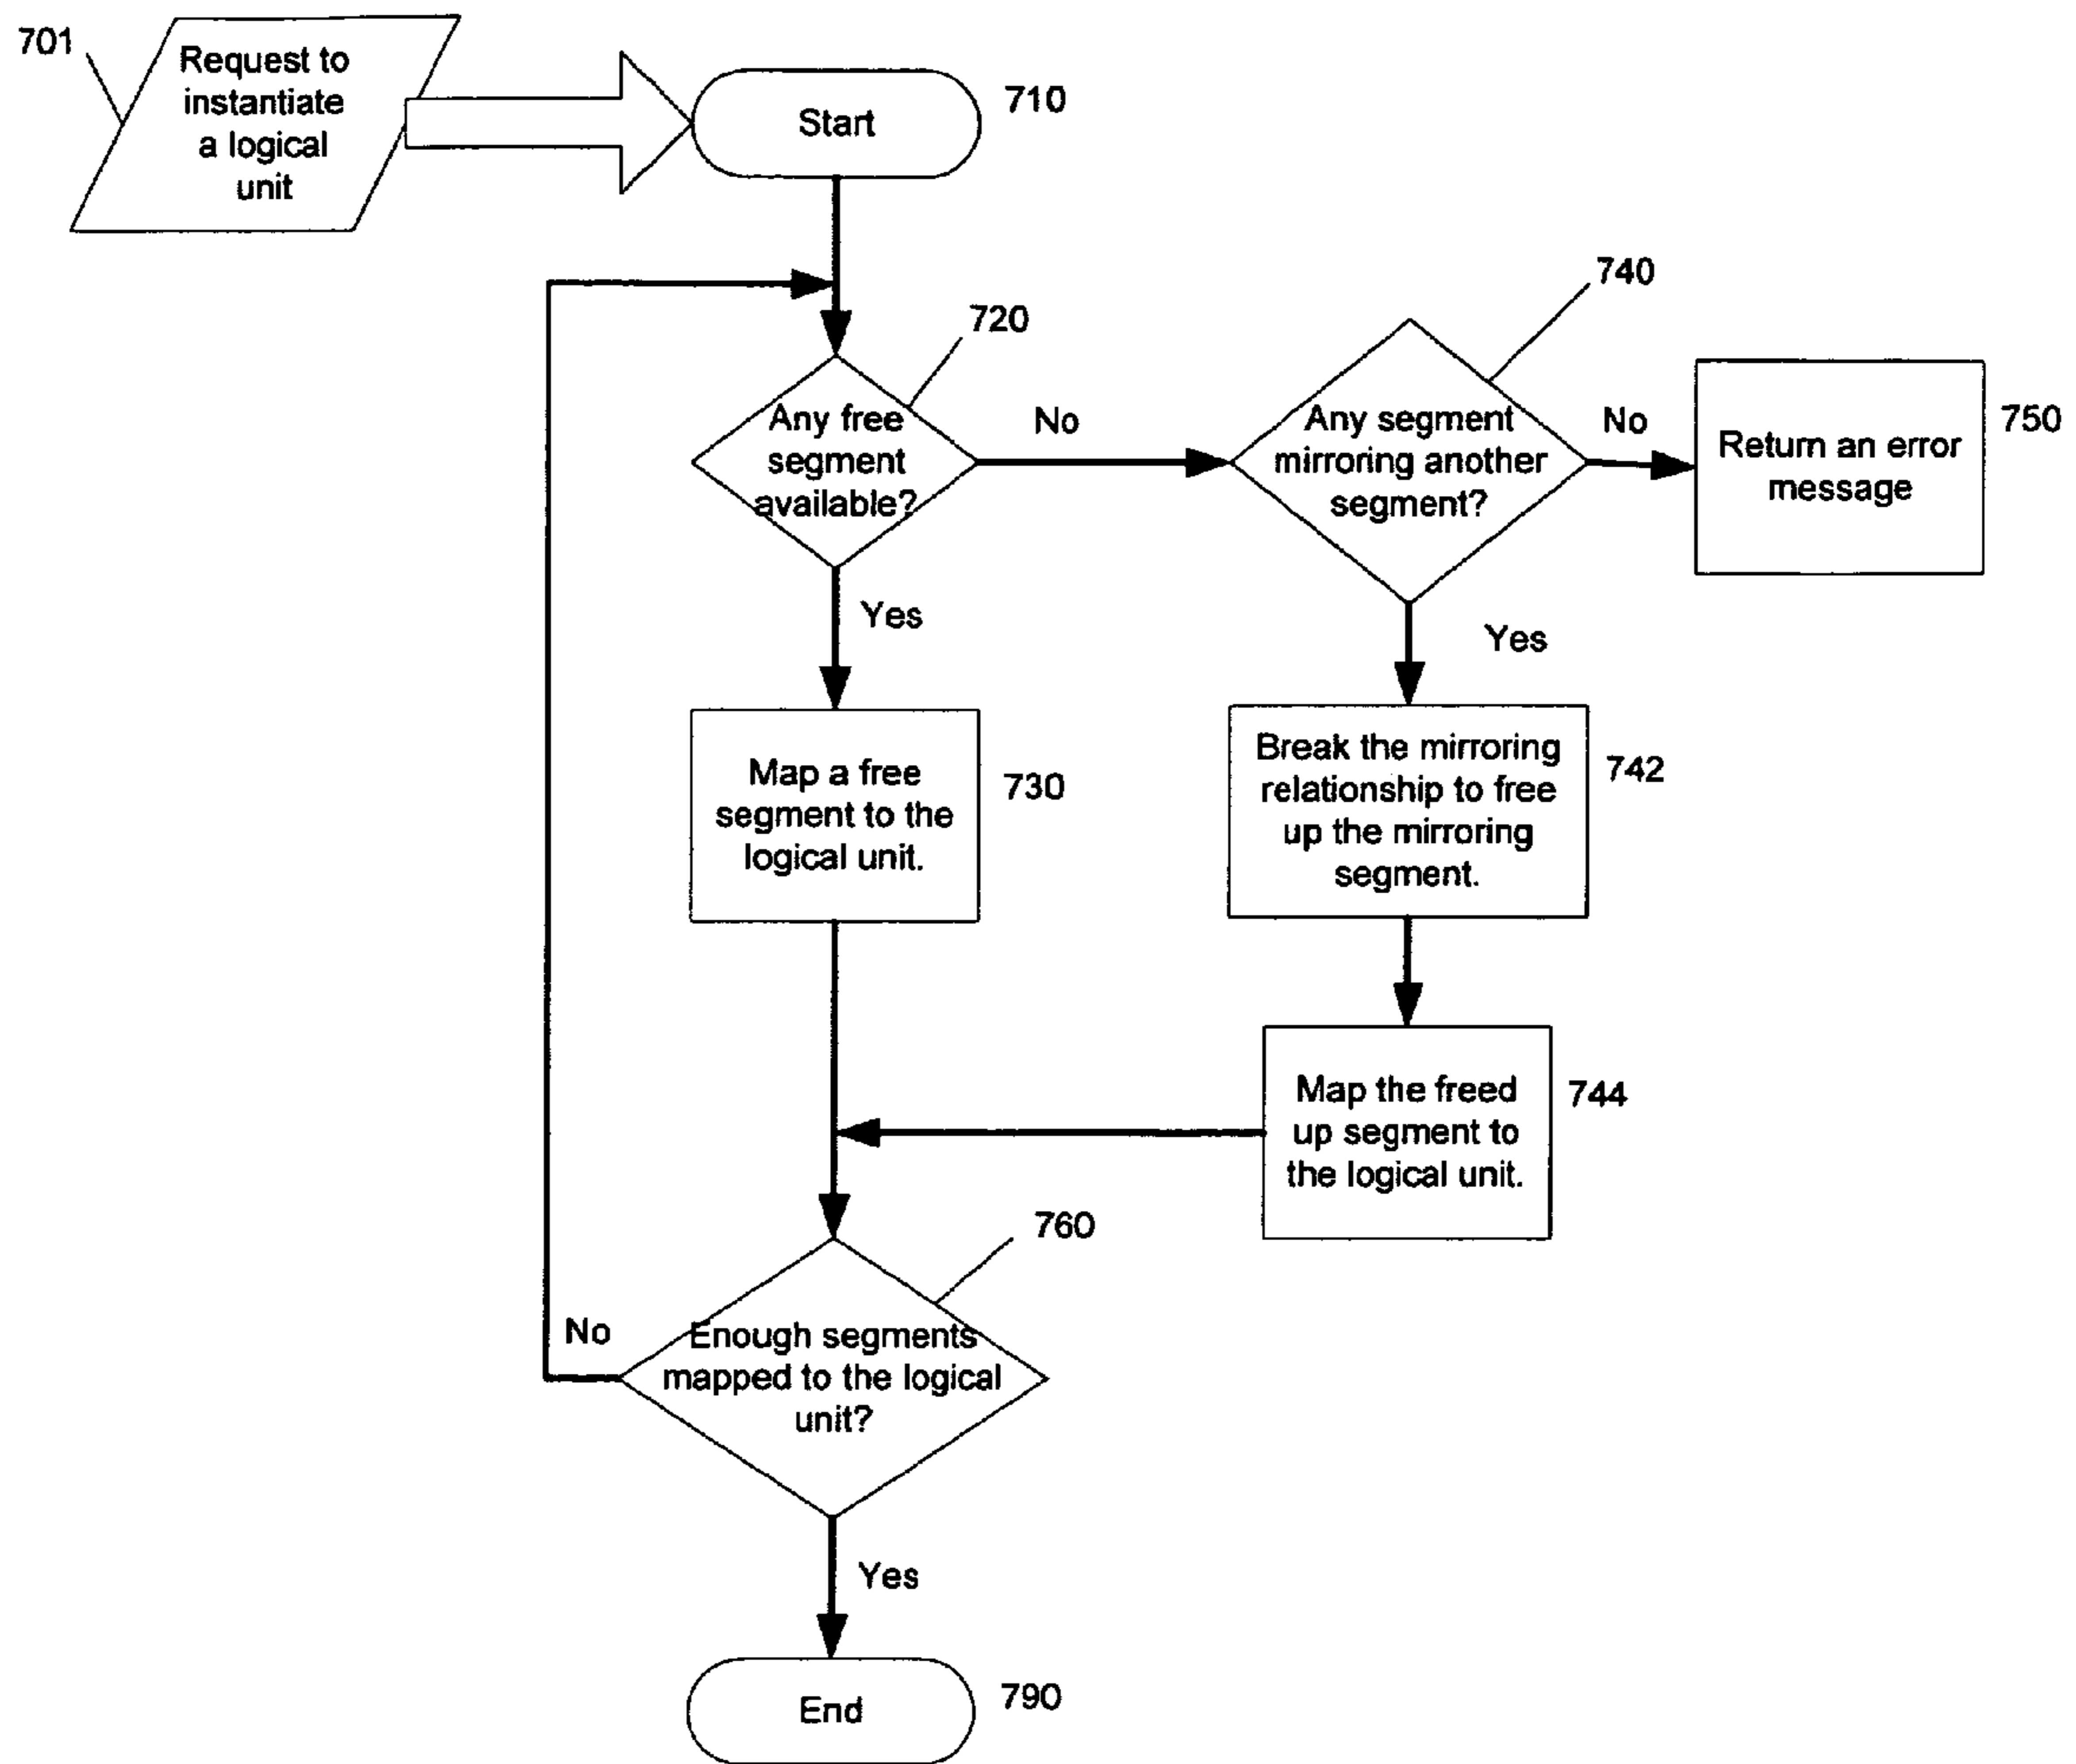 701
Request to
instantiate
a logical
unit
Start
710
720
Any free
segment
available?
No
740
Any segment
mirroring another
segment?
No
Return an error
message
750
Yes
Yes
Map a free
segment to the
logical unit.
730
Break the mirroring
relationship to free
up the mirroring
segment.
742
Map the freed
up segment to
the logical unit.
744
760
No
Enough segments
mapped to the logical
unit?
Yes
End
790